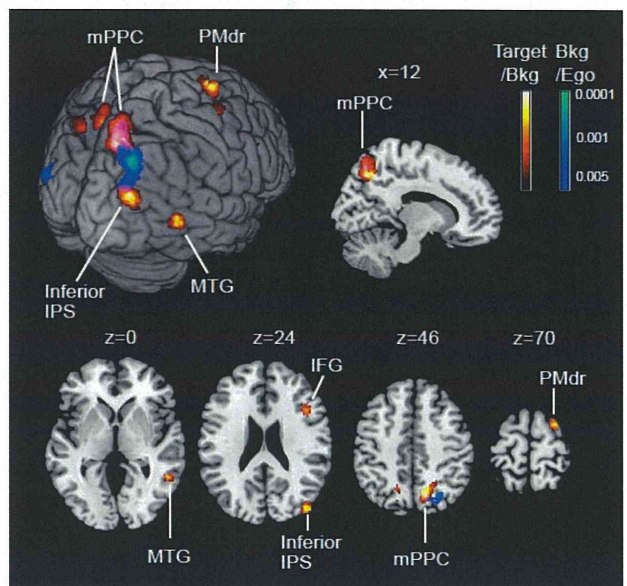 mPPC
PMdr
Target
/Bkg
Bkg
/Ego
x=12
mPPC
0.0001
0.001
0.005
Inferior
IPS
MTG
z=0
z=24
z=46
z=70
IFG
PMdr
MTG
Inferior
IPS
mPPC